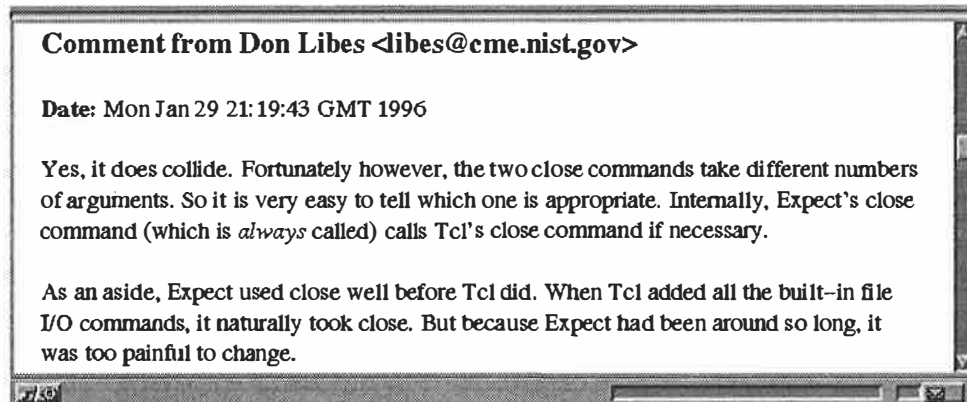 Comment from Don Libes <libes@cme.nist.gov>
Date: Mon Jan 29 21:19:43 GMT 1996
Yes, it does collide. Fortunately however, the two close commands take different numbers
of arguments. So it is very easy to tell which one is appropriate. Internally, Expect's close
command (which is always called) calls Tcl's close command if necessary.
As an aside, Expect used close well before Tcl did. When Tcl added all the built-in file
I/O commands, it naturally took close. But because Expect had been around so long, it
was too painful to change.